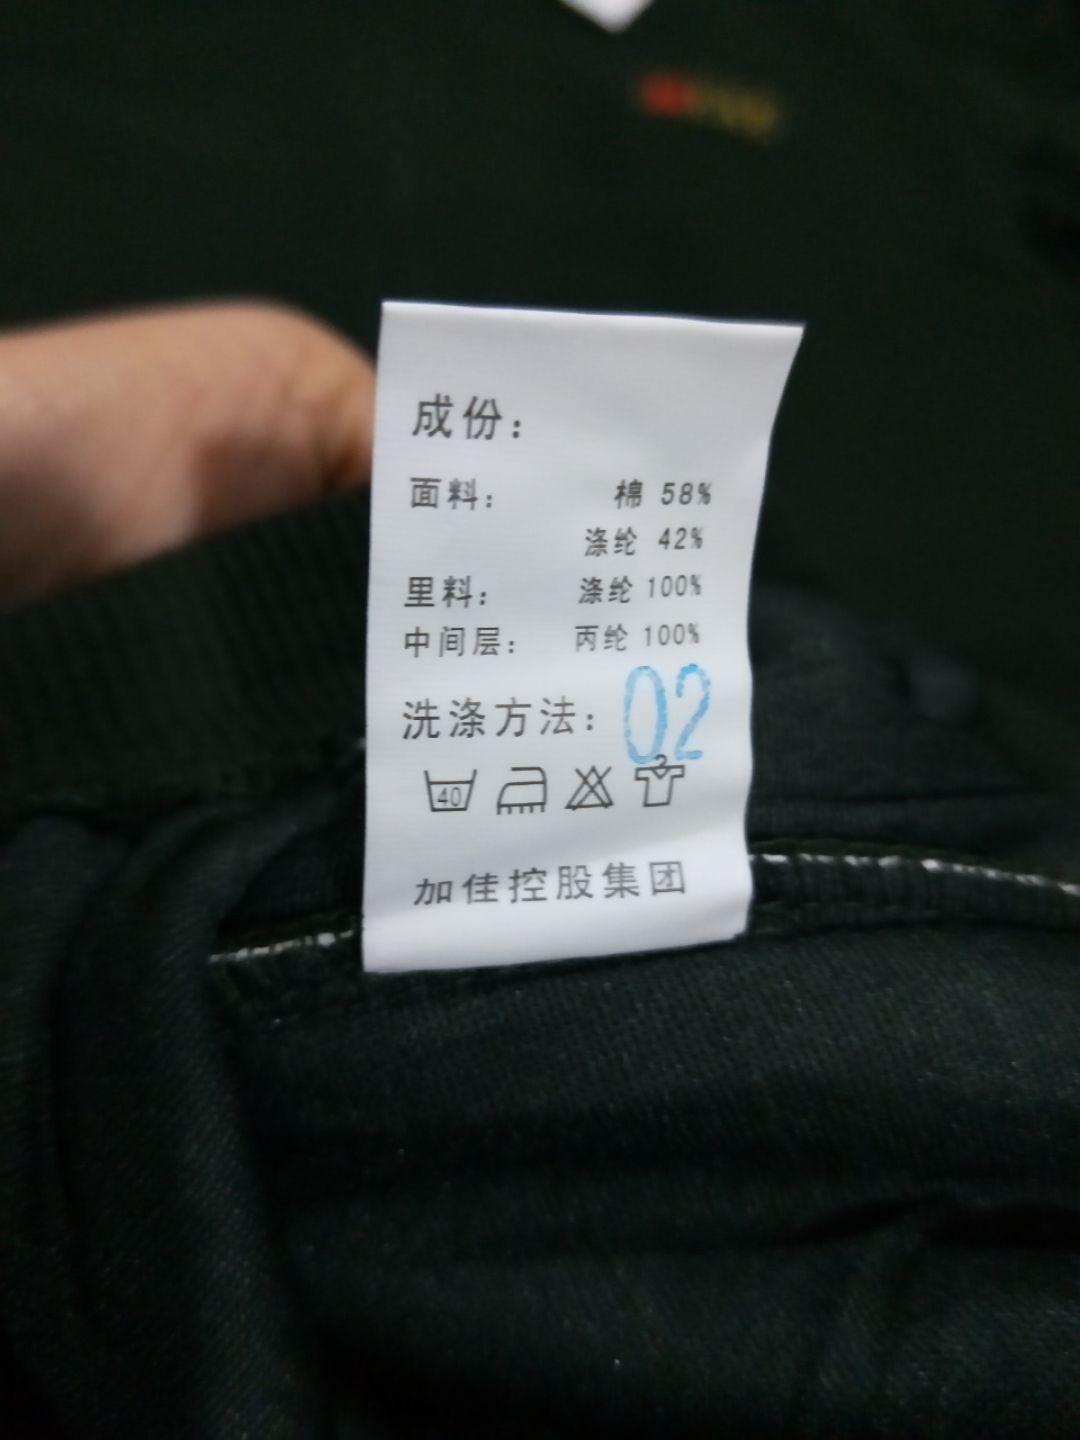 成份：
面料： 棉 58%
涤纶 42%
里料： 涤纶 100%
中间层： 丙纶 100%
洗涤方法：
02
40
加佳控股集团